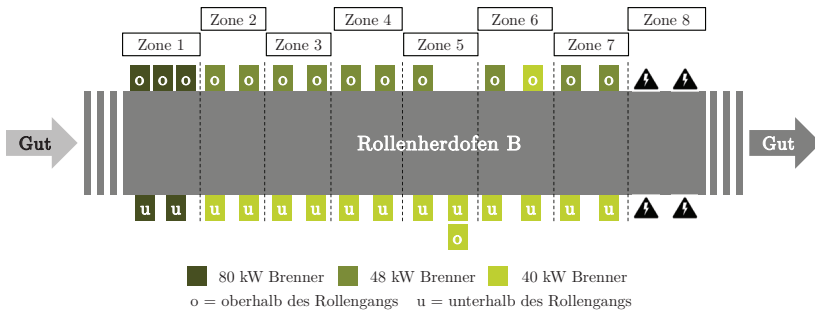 Zone 2 Zone 4 Zone 6 Zone 8
Zone 1 Zone 3 Zone 5 Zone 7
o o o o o o o o o o o o o o
Gut Rollenherdofen B Gut
u u u u u u u u u u u u u u
o
80 kW Brenner 48 kW Brenner 40 kW Brenner
o = oberhalb des Rollengangs u = unterhalb des Rollengangs